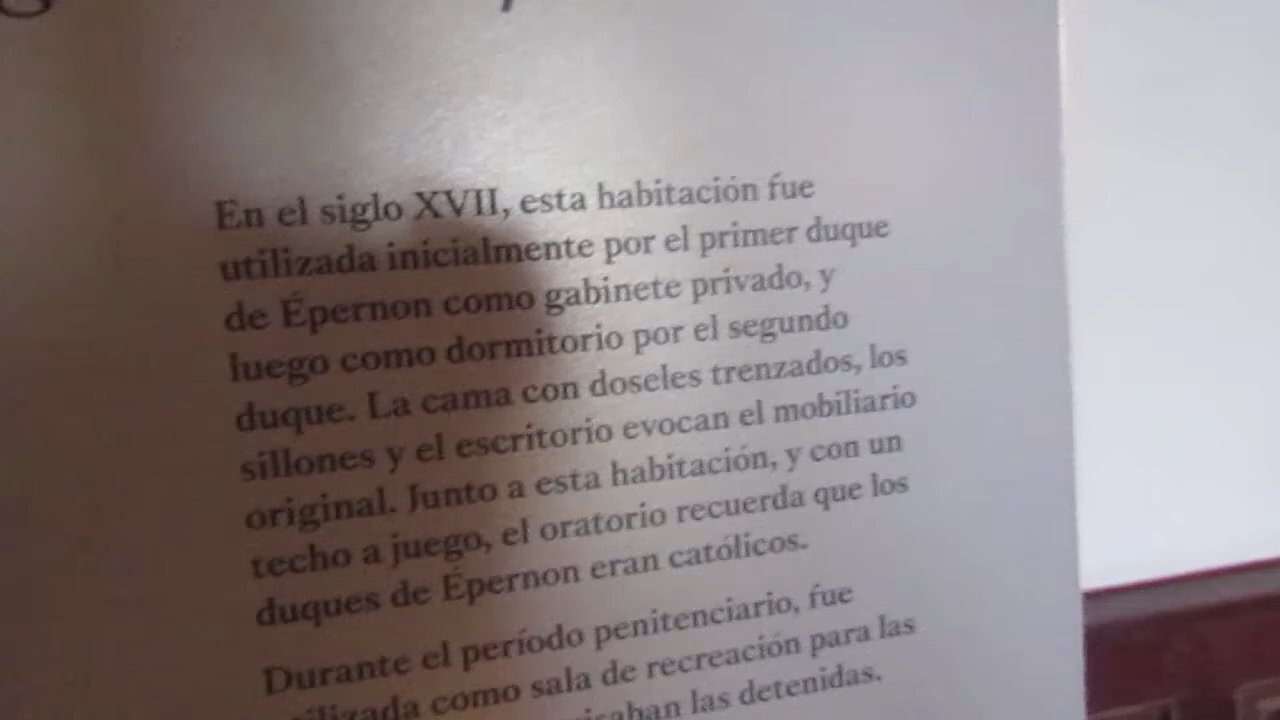 En el siglo XVII, esta habitación fue
utilizada inicialmente por el primer duque
de Épernon como gabinete privado, y
luego como dormitorio por el segundo
duque. La cama con doseles trenzados, los
sillones y el escritorio evocan el mobiliario
original. Junto a esta habitación, y con un
techo a juego, el oratorio recuerda que los
duques de Épernon eran católicos.
Durante el período penitenciario, fue
utilizada como sala de recreación para las
las detenidas.